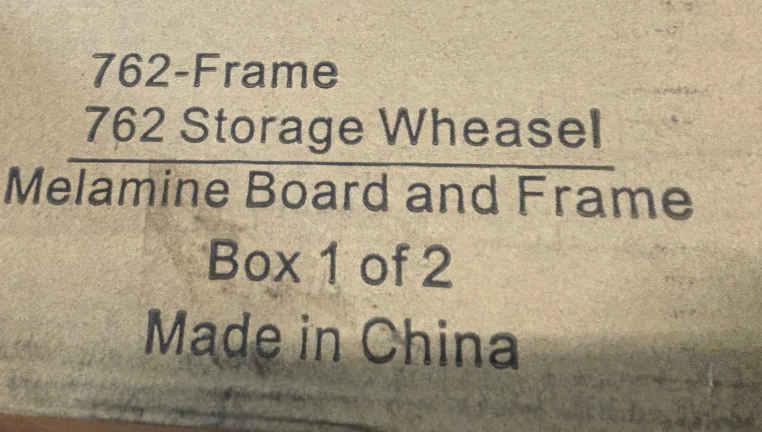 762-Frame
762 Storage Wheasel
Melamine Board and Frame
Box 1 of 2
Made in China